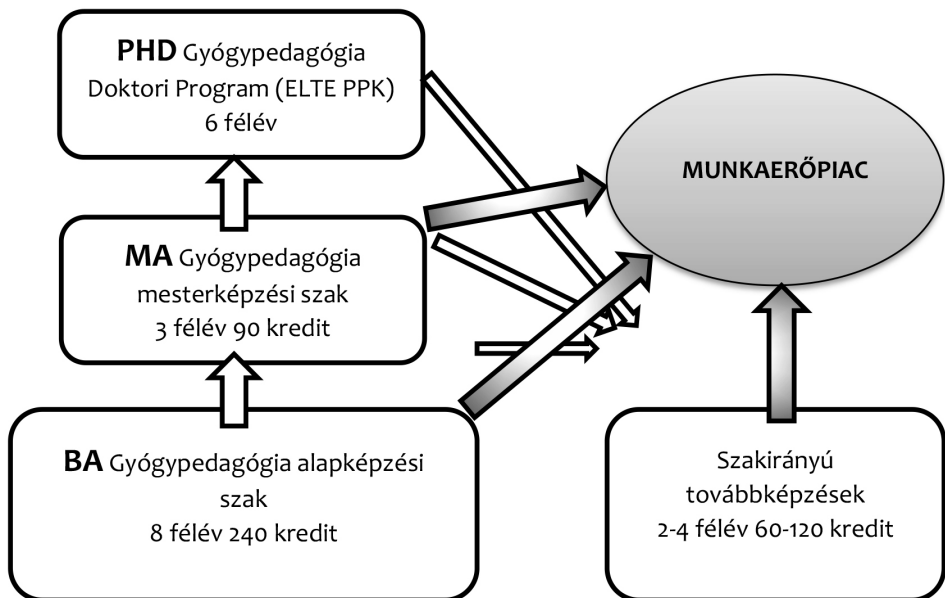 PHD Gyógypedagógia
Doktori Program (ELTE PPK)
6 félév
MUNKAERŐPIAC
MA Gyógypedagógia
mesterképzési szak
3 félév 90 kredit
BA Gyógypedagógia alapképzési
szak
8 félév 240 kredit
Szakirányú
továbbképzések
2-4 félév 60-120 kredit